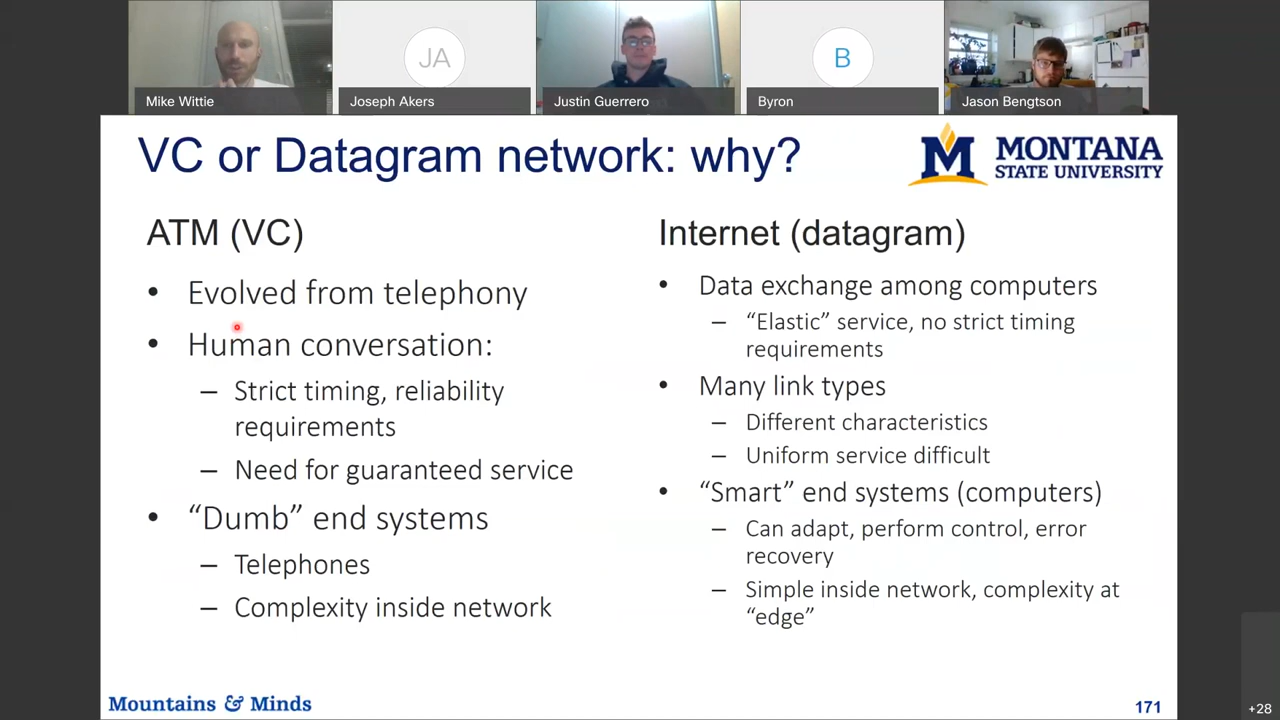 JA
B
Mike Wittie
Joseph Akers
Justin Guerrero
Byron
Jason Bengtson
VC or Datagram network: why?
M
MONTANA
STATE UNIVERSITY
ATM (VC)
• Evolved from telephony
• Human conversation:
– Strict timing, reliability
requirements
– Need for guaranteed service
• “Dumb” end systems
– Telephones
– Complexity inside network
Internet (datagram)
• Data exchange among computers
– “Elastic” service, no strict timing
requirements
• Many link types
– Different characteristics
– Uniform service difficult
• “Smart” end systems (computers)
– Can adapt, perform control, error
recovery
– Simple inside network, complexity at
“edge”
Mountains & Minds
171
+28